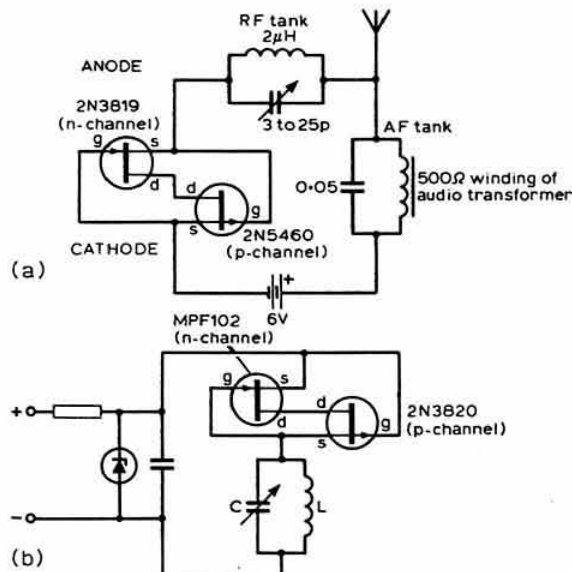 RF tank
2µH
ANODE
2N3819
(n-channel)
3 to 25p
AF tank
g
s
d
d
s
g
0·05
500Ω winding of
audio transformer
2N5460
(p-channel)
CATHODE
(a)
+
6V
MPF102
(n-channel)
g
s
d
d
s
g
2N3820
(p-channel)
+
−
C
L
(b)